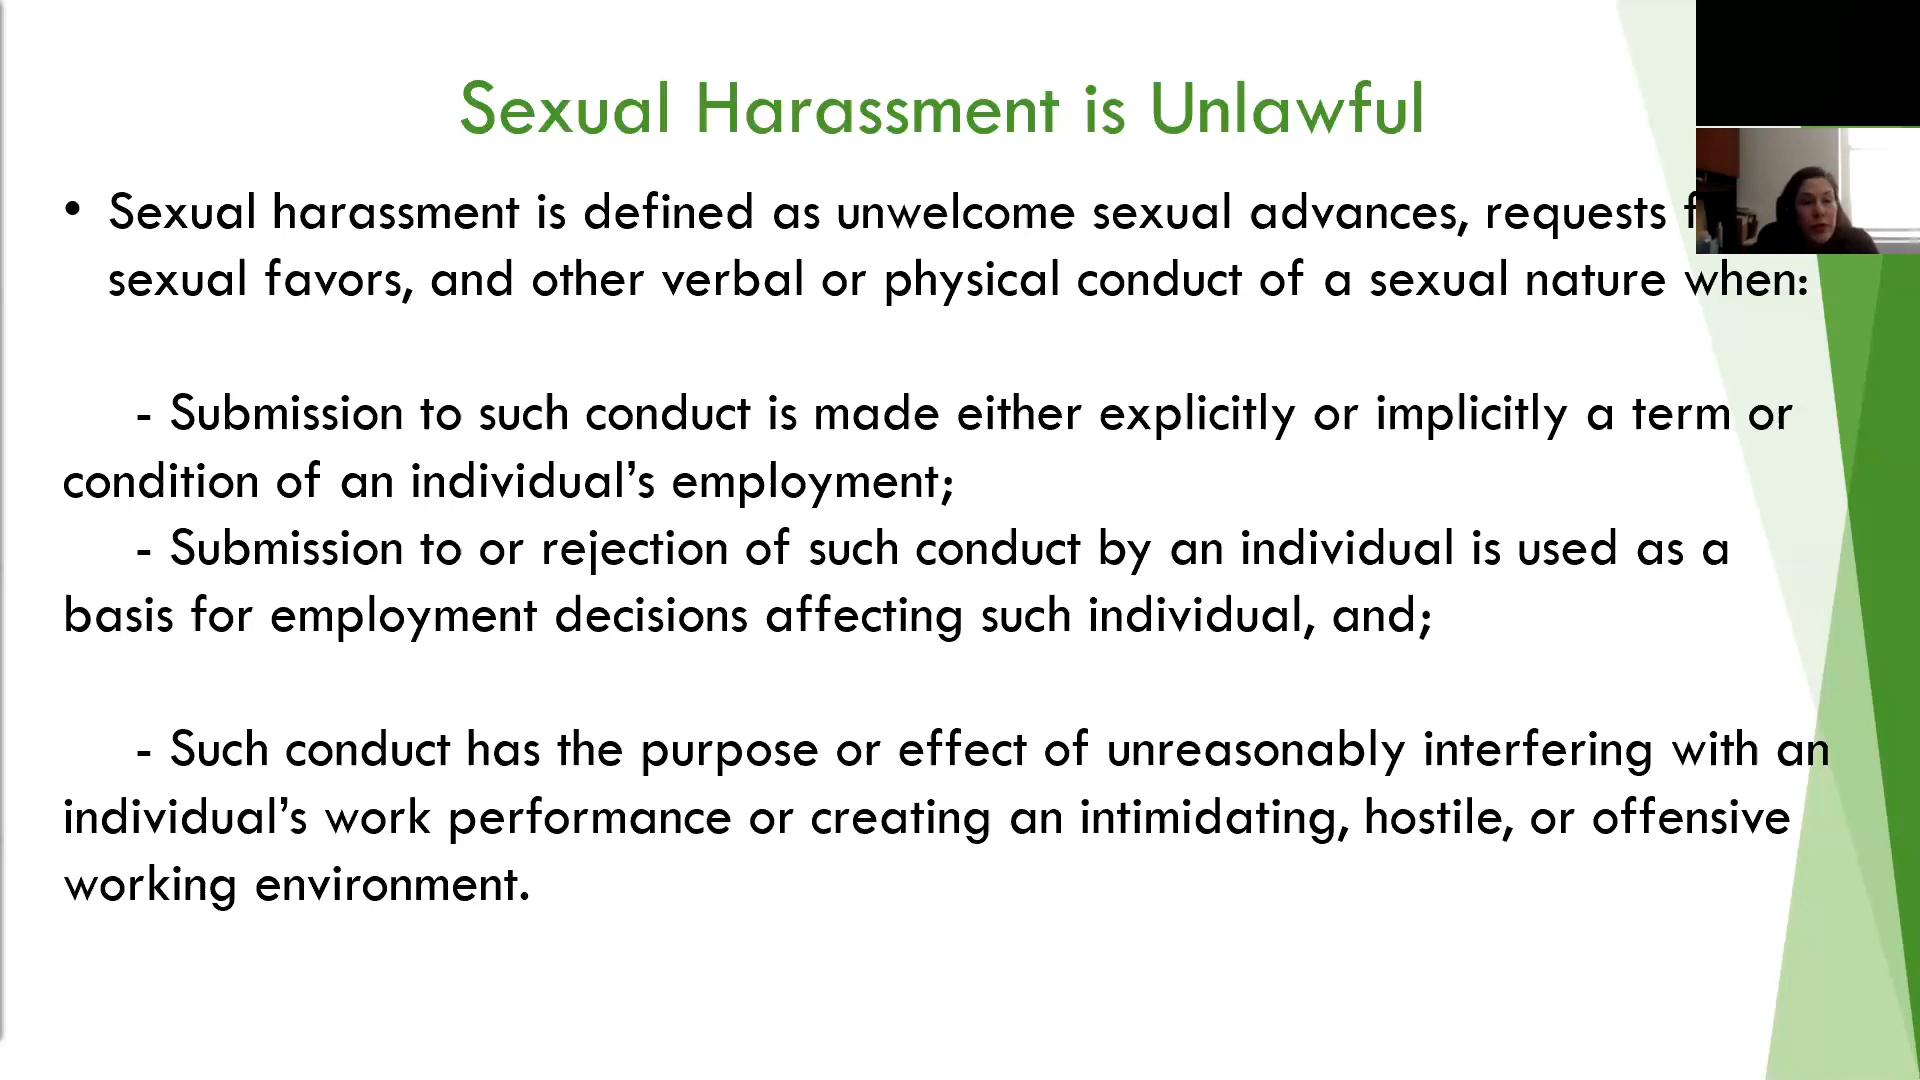 Sexual Harassment is Unlawful
• Sexual harassment is defined as unwelcome sexual advances, requests
sexual favors, and other verbal or physical conduct of a sexual nature when:
- Submission to such conduct is made either explicitly or implicitly a term or
condition of an individual’s employment;
- Submission to or rejection of such conduct by an individual is used as a
basis for employment decisions affecting such individual, and;
- Such conduct has the purpose or effect of unreasonably interfering with an
individual’s work performance or creating an intimidating, hostile, or offensive
working environment.